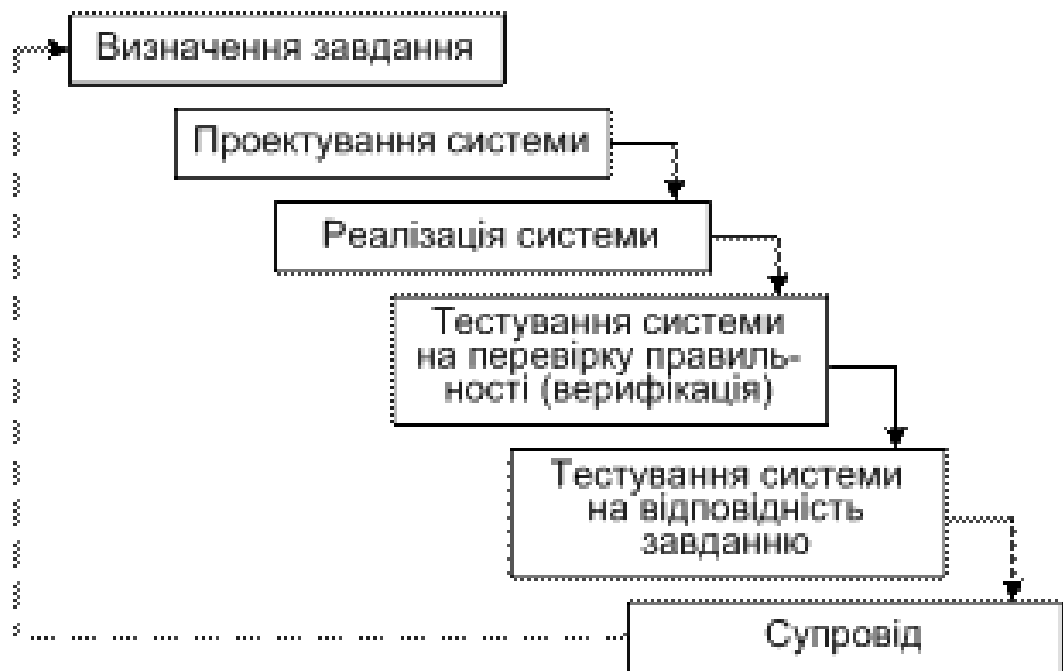 Визначення завдання
Проектування системи
Реалізація системи
Тестування системи
на перевірку правиль-
ності (верифікація)
Тестування системи
на відповідність
завданню
Супровід